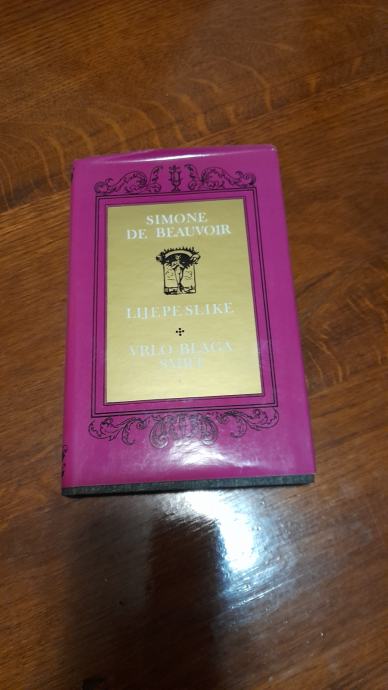 SIMONE
DE BEAUVOIR
LIJEPE SLIKE
VRLO BLAGA
SMRT